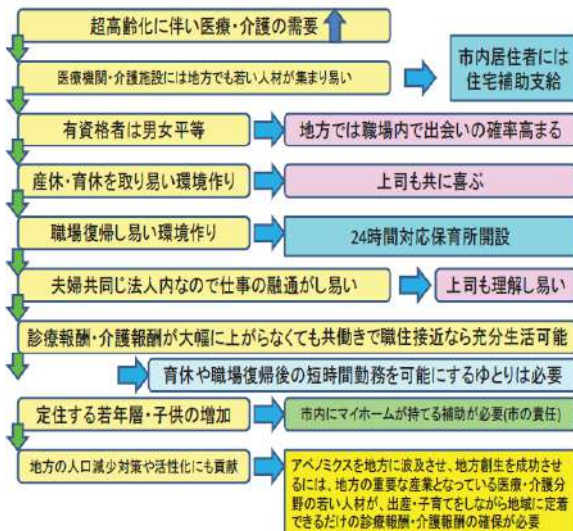 超高齢化に伴い医療・介護の需要
医療機関・介護施設には地方でも若い人材が集まり易い
市内居住者には
住宅補助支給
有資格者は男女平等
地方では職場内で出会いの確率高まる
産休・育休を取り易い環境作り
上司も共に喜ぶ
職場復帰し易い環境作り
24時間対応保育所開設
夫婦共同じ法人内なので仕事の融通がし易い
上司も理解し易い
診療報酬・介護報酬が大幅に上がらなくても共働きで職住接近なら充分生活可能
育休や職場復帰後の短時間勤務を可能にするゆとりは必要
定住する若年層・子供の増加
市内にマイホームが持てる補助が必要(市の責任)
地方の人口減少対策や活性化にも貢献
アベノミクスを地方に波及させ、地方創生を成功させ
るには、地方の重要な産業となっている医療・介護分
野の若い人材が、出産・子育てをしながら地域に定着
できるだけの診療報酬・介護報酬の確保が必要